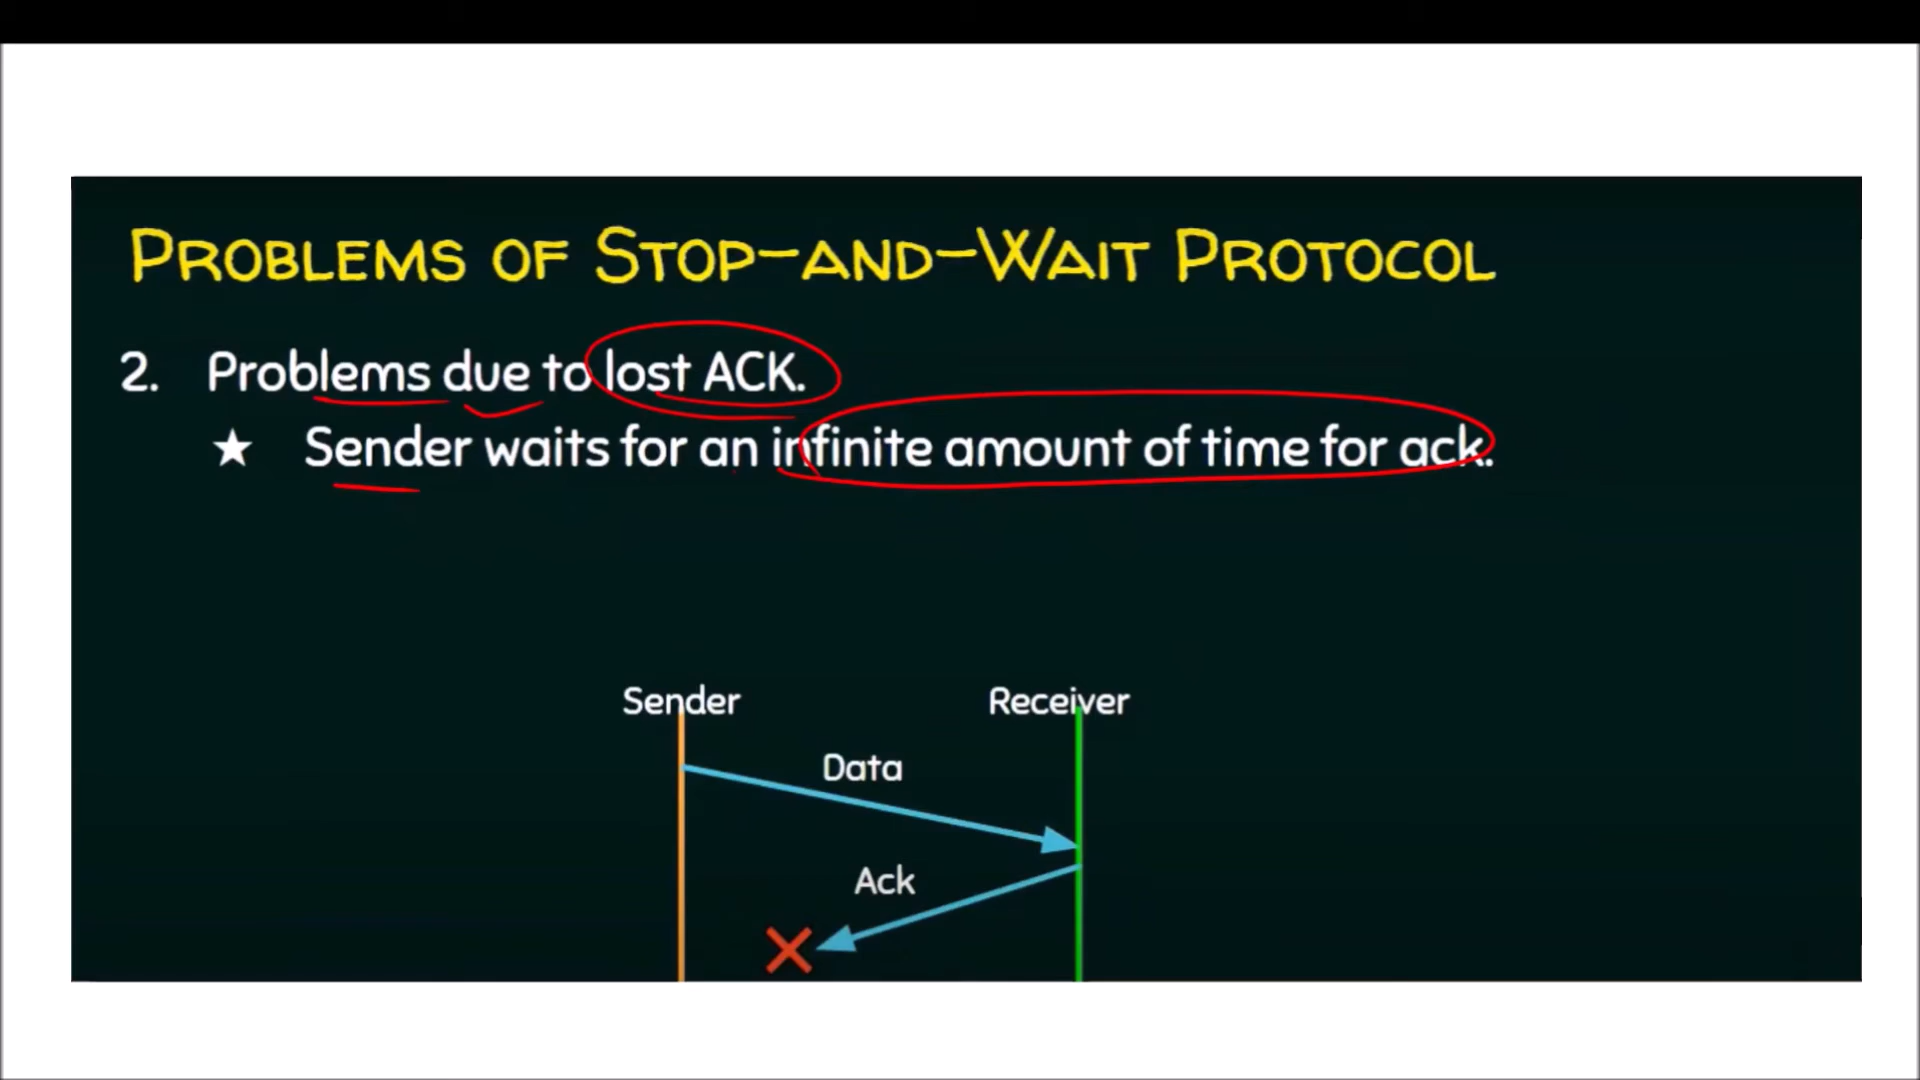 PROBLEMS OF STOP-AND-WAIT PROTOCOL
2. Problems due to lost ACK.
★ Sender waits for an infinite amount of time for ack.
Sender Receiver
Data
Ack